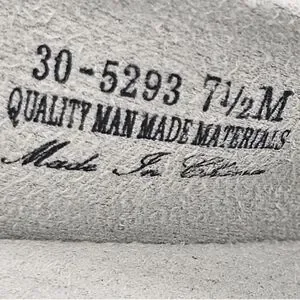 30-5293 7½M
QUALITY MAN MADE MATERIALS
Made In China